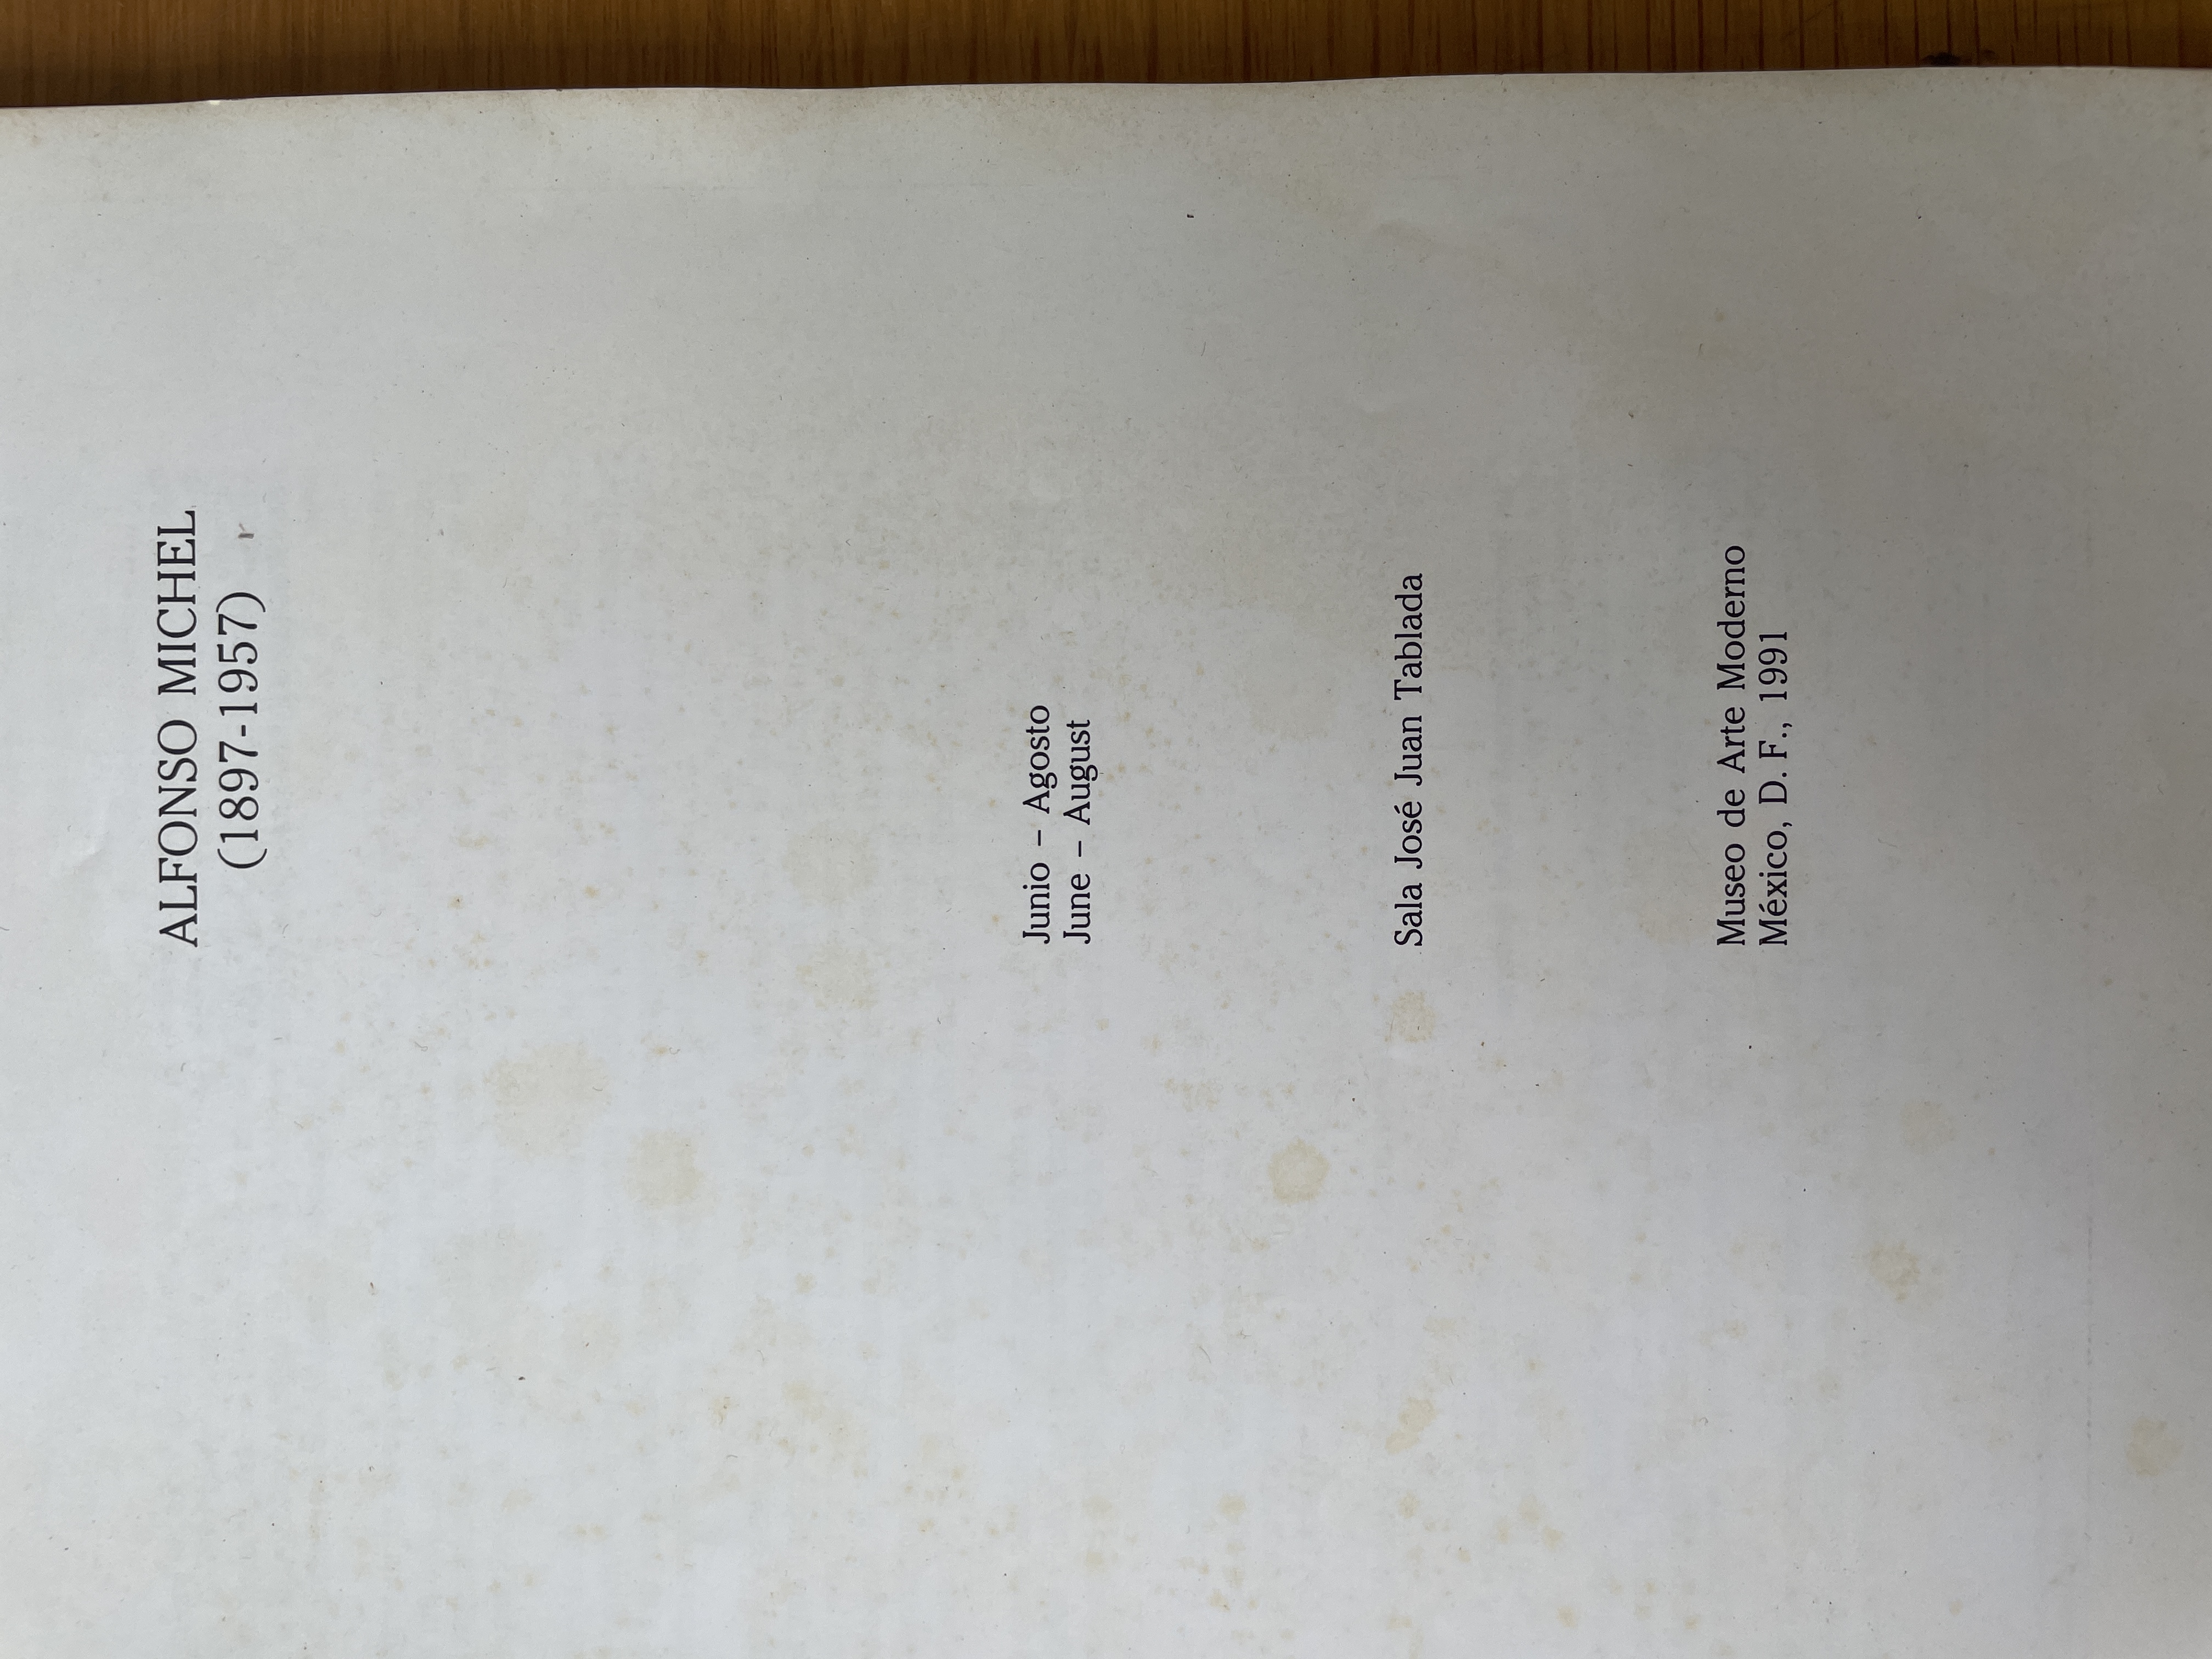 ALFONSO MICHEL
(1897-1957)
Junio – Agosto
June – August
Sala José Juan Tablada
Museo de Arte Moderno
México, D. F., 1991